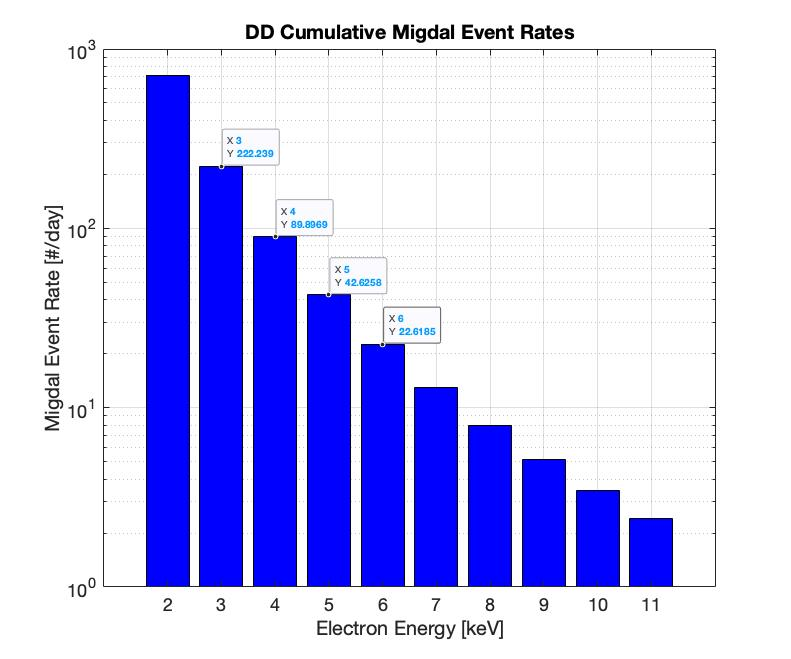 DD Cumulative Migdal Event Rates
10³
10²
10¹
10⁰
Migdal Event Rate [#/day]
X 3
Y 222.239
X 4
Y 89.8969
X 5
Y 42.6258
X 6
Y 22.6185
2 3 4 5 6 7 8 9 10 11
Electron Energy [keV]